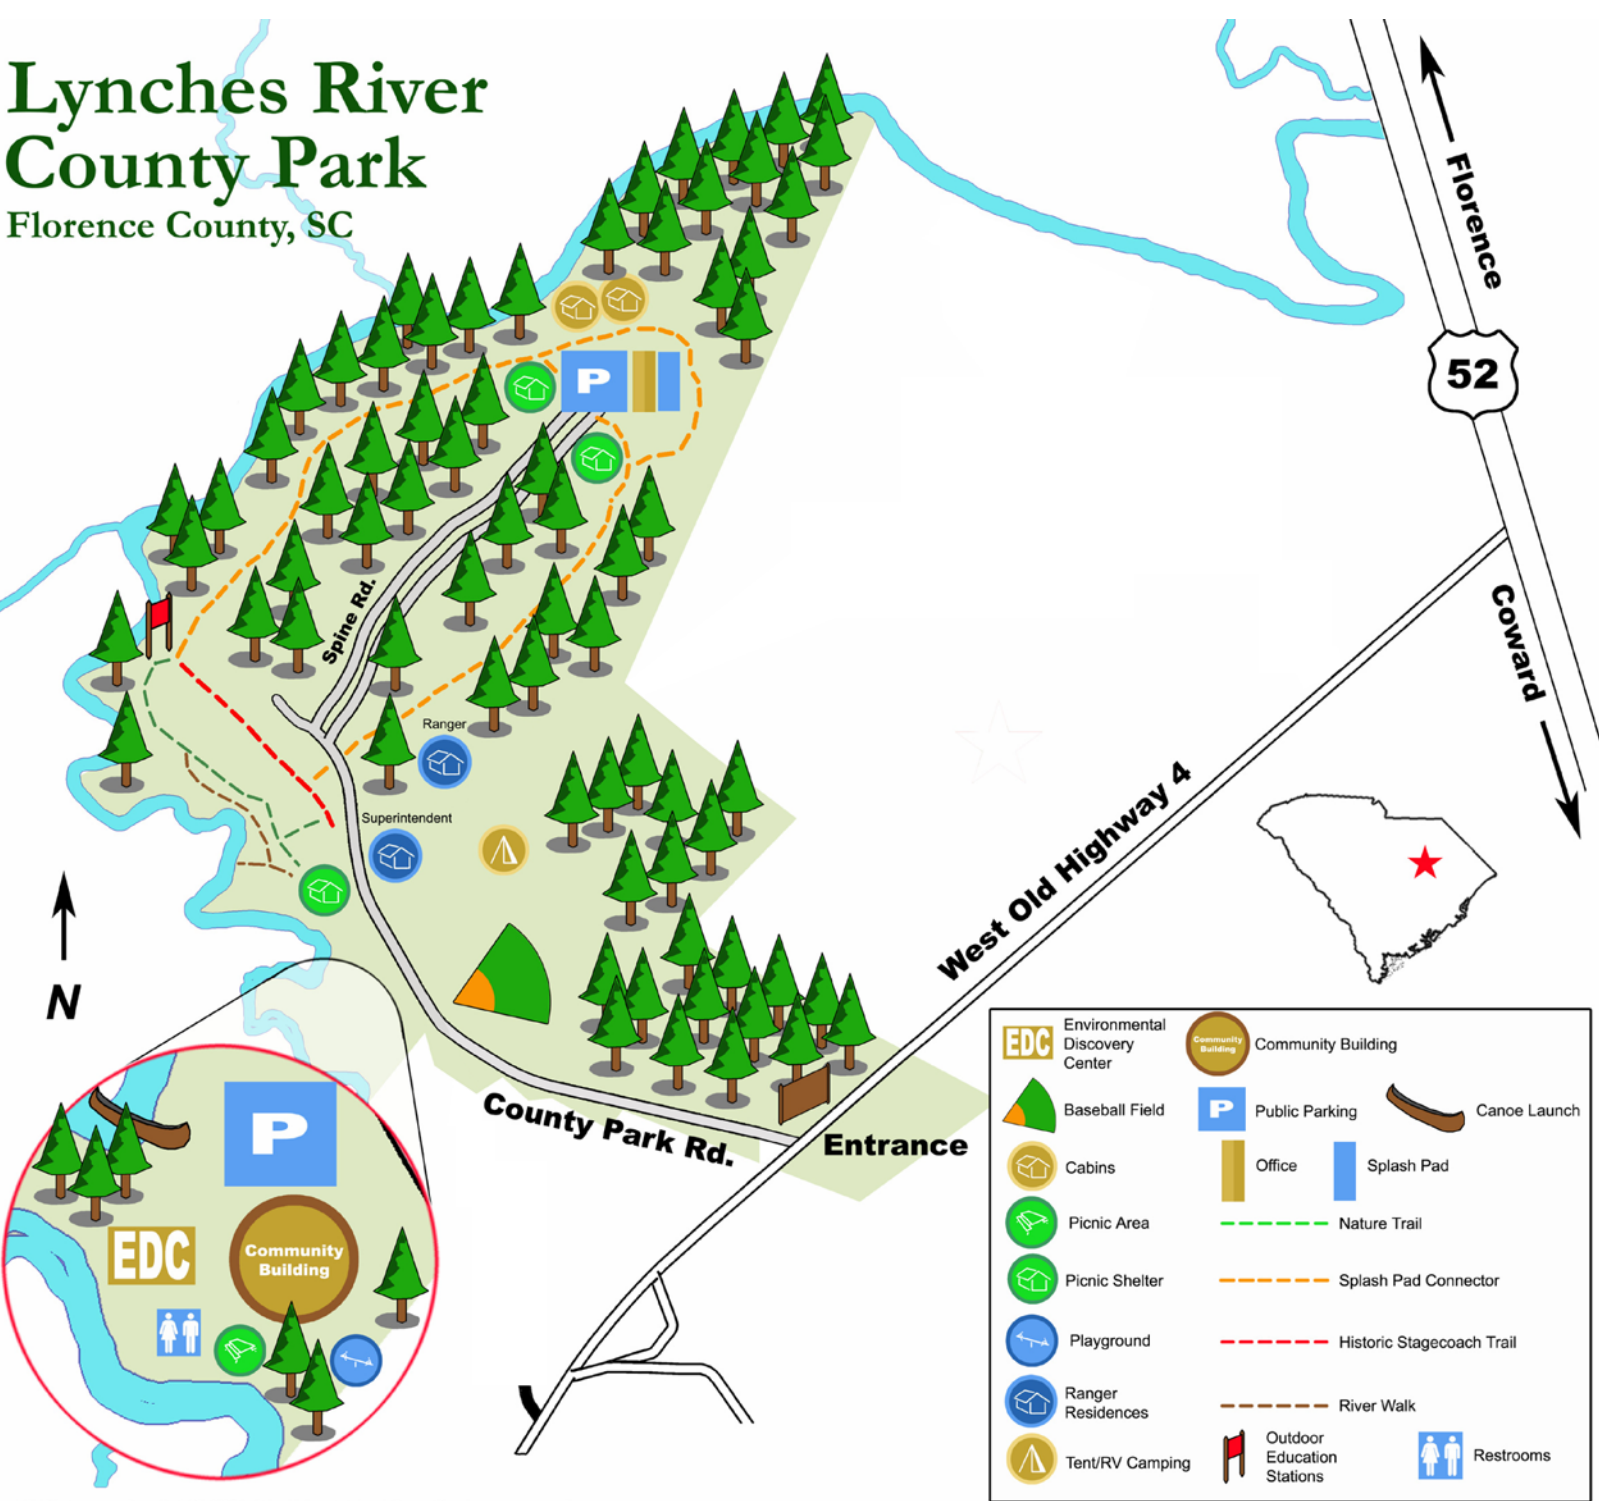 Lynches River
County Park
Florence County, SC
Florence
52
Coward
P
Spine Rd.
Ranger
Superintendent
West Old Highway 4
N
County Park Rd.
Entrance
P
EDC
Community
Building
EDC
Environmental
Discovery
Center
Community
Building
Community Building
Baseball Field
P
Public Parking
Canoe Launch
Cabins
Office
Splash Pad
Picnic Area
Nature Trail
Picnic Shelter
Splash Pad Connector
Playground
Historic Stagecoach Trail
Ranger
Residences
River Walk
Tent/RV Camping
Outdoor
Education
Stations
Restrooms